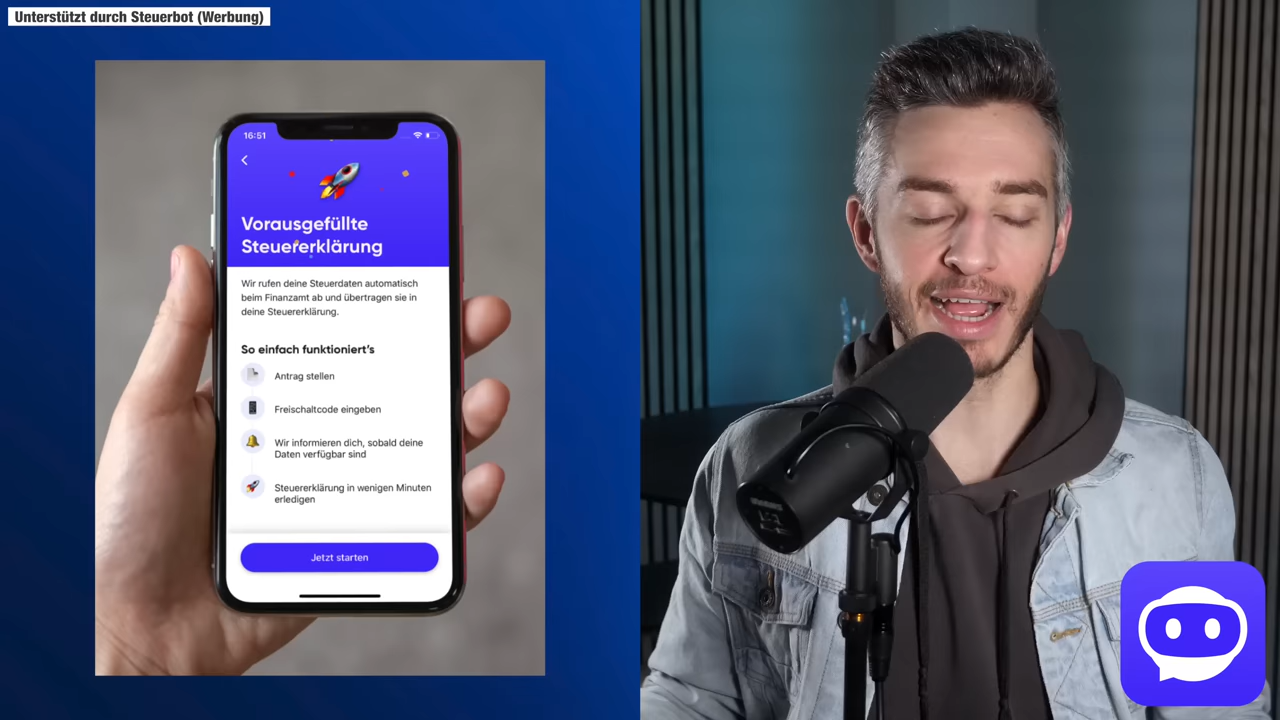 Unterstützt durch Steuerbot (Werbung)
16:51
Vorausgefüllte
Steuererklärung
Wir rufen deine Steuerdaten automatisch
beim Finanzamt ab und übertragen sie in
deine Steuererklärung.
So einfach funktioniert's
Antrag stellen
Freischaltcode eingeben
Wir informieren dich, sobald deine
Daten verfügbar sind
Steuererklärung in wenigen Minuten
erledigen
Jetzt starten